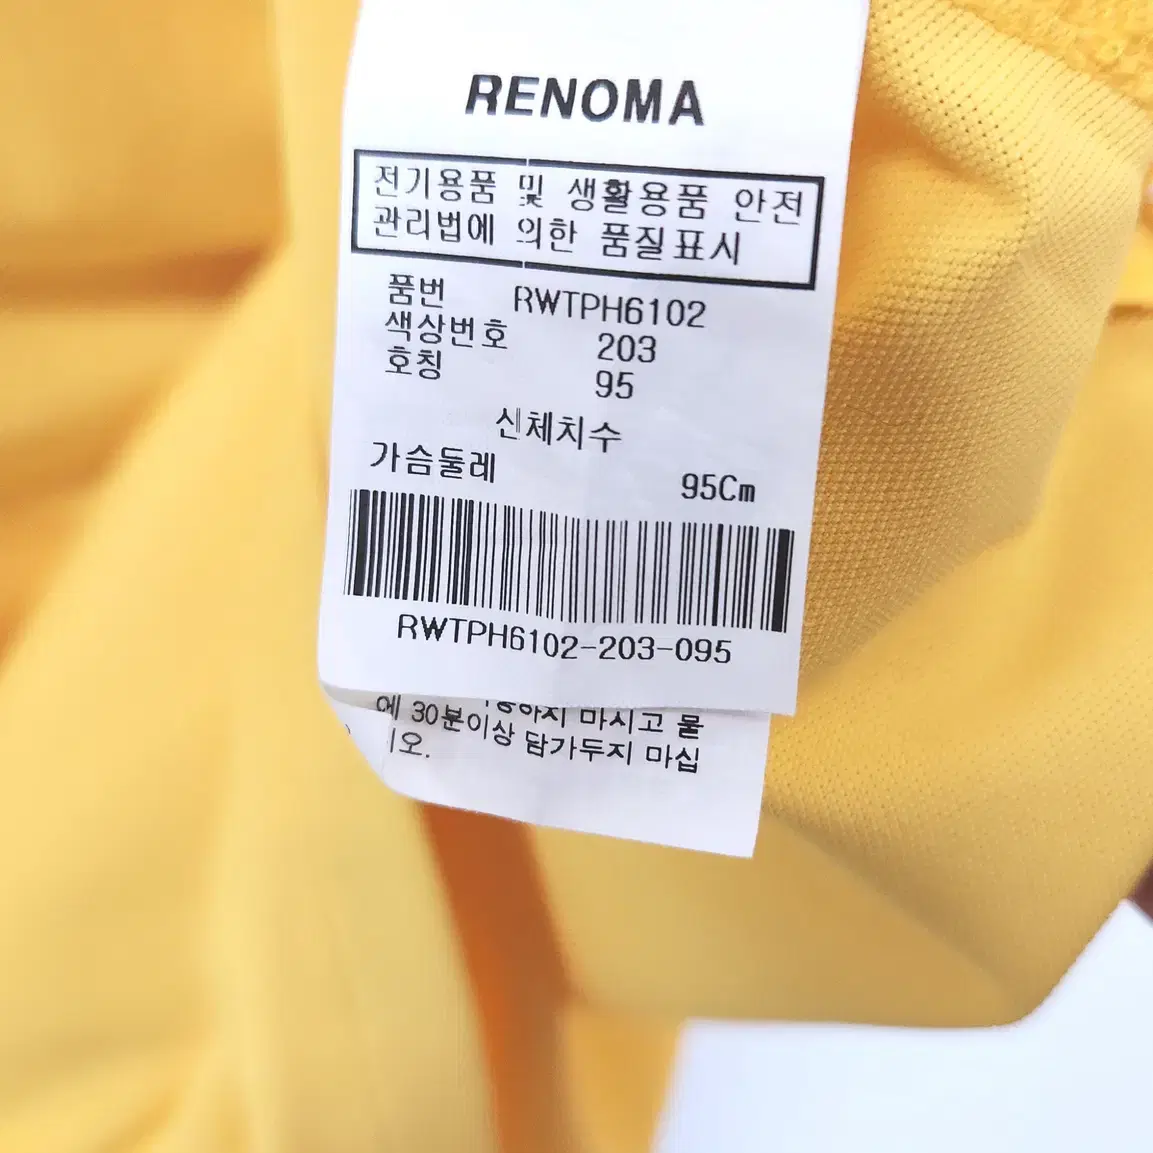 RENOMA
전기용품 및 생활용품 안전
관리법에 의한 품질표시
품번 RWTPH6102
색상번호 203
호칭 95
신체치수
가슴둘레 95Cm
RWTPH6102-203-095
하지 마시고 물
에 30분이상 담가두지 마십
오.